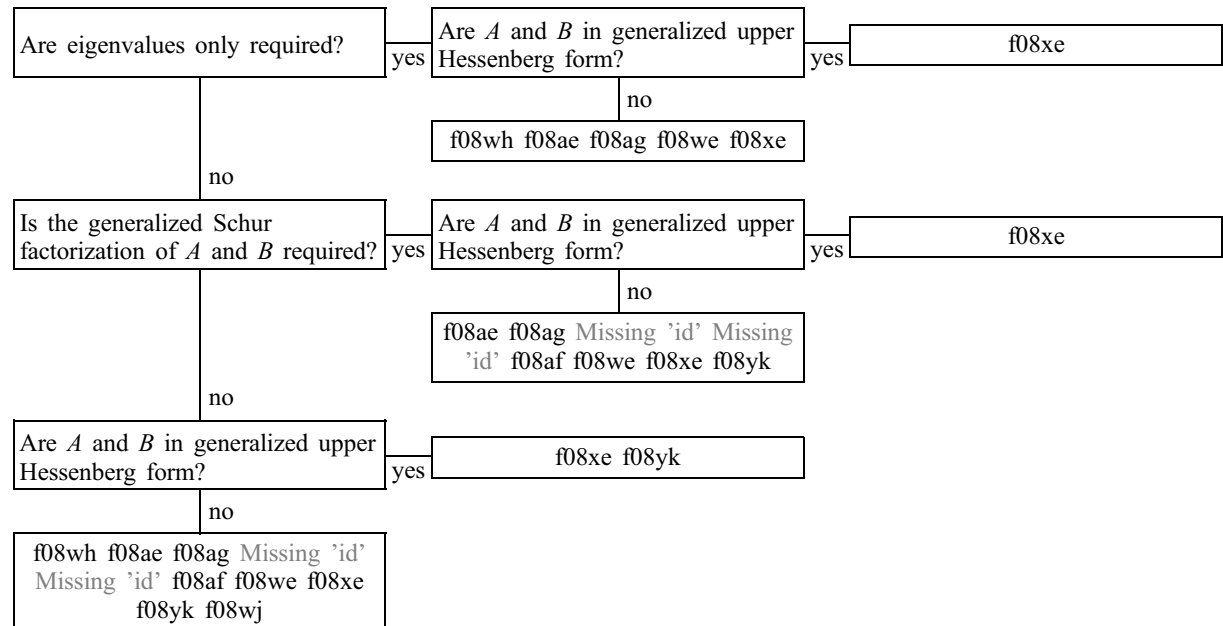 Are eigenvalues only required?
yes
Are A and B in generalized upper
Hessenberg form?
yes
f08xe
no
f08wh f08ae f08ag f08we f08xe
no
Is the generalized Schur
factorization of A and B required?
yes
Are A and B in generalized upper
Hessenberg form?
yes
f08xe
no
f08ae f08ag Missing ’id’ Missing
’id’ f08af f08we f08xe f08yk
no
Are A and B in generalized upper
Hessenberg form?
yes
f08xe f08yk
no
f08wh f08ae f08ag Missing ’id’
Missing ’id’ f08af f08we f08xe
f08yk f08wj